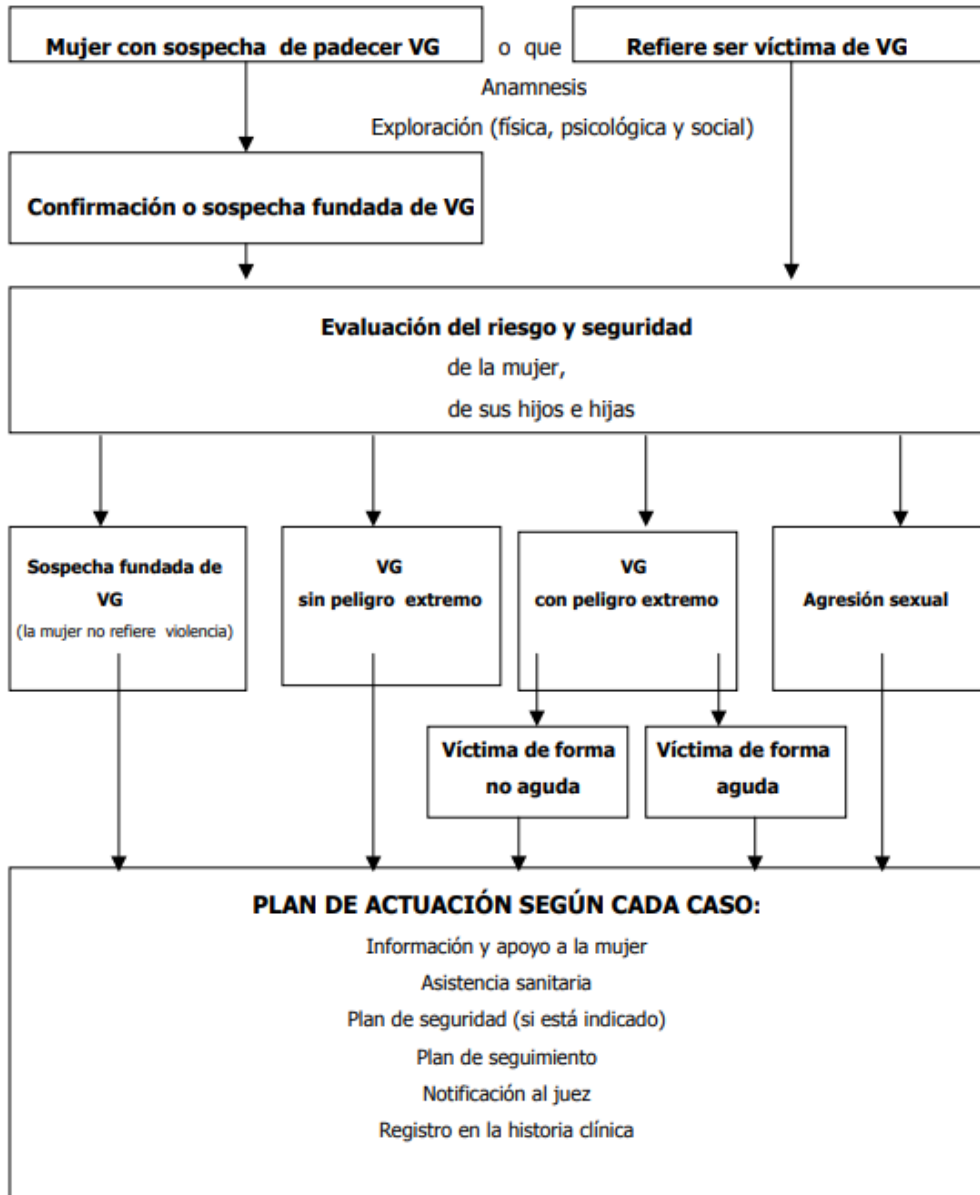 Mujer con sospecha de padecer VG o que Refiere ser víctima de VG
Anamnesis
Exploración (física, psicológica y social)
Confirmación o sospecha fundada de VG
Evaluación del riesgo y seguridad
de la mujer,
de sus hijos e hijas
Sospecha fundada de
VG
(la mujer no refiere violencia)
VG
sin peligro extremo
VG
con peligro extremo
Agresión sexual
Víctima de forma
no aguda
Víctima de forma
aguda
PLAN DE ACTUACIÓN SEGÚN CADA CASO:
Información y apoyo a la mujer
Asistencia sanitaria
Plan de seguridad (si está indicado)
Plan de seguimiento
Notificación al juez
Registro en la historia clínica